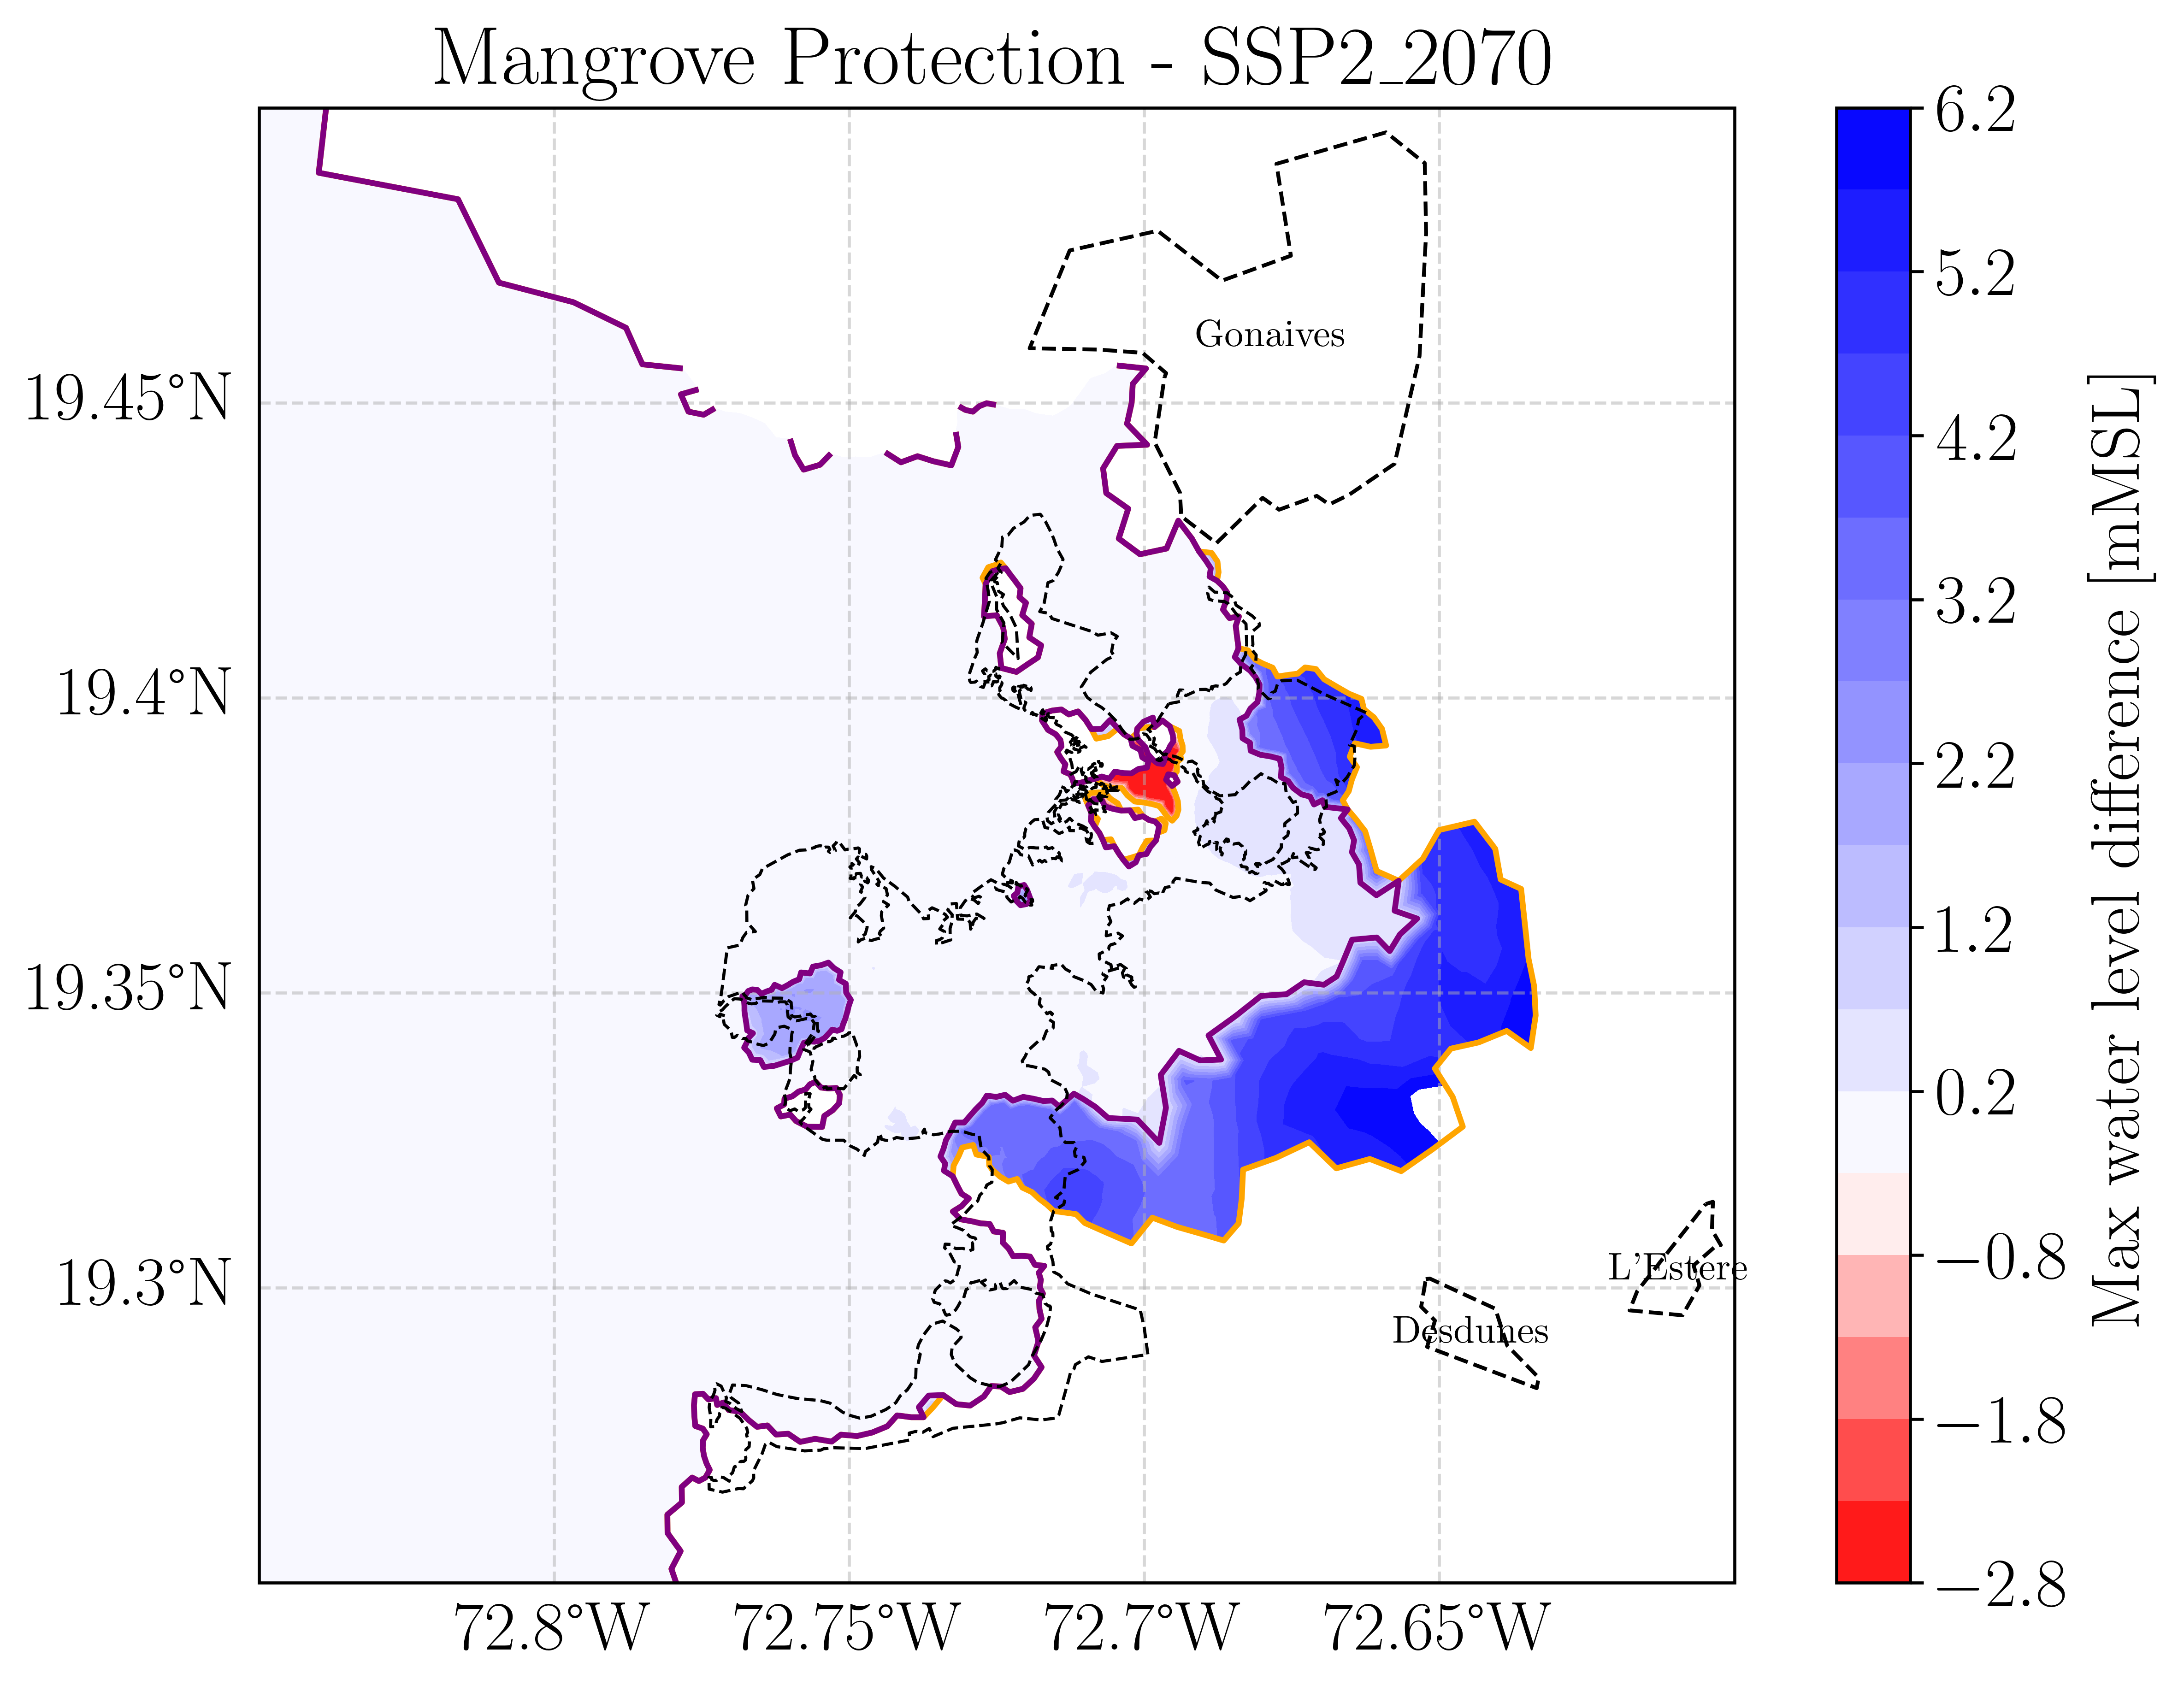 Mangrove Protection - SSP2_2070
6.2
5.2
4.2
3.2
2.2
1.2
0.2
−0.8
−1.8
−2.8
Max water level difference [mMSL]
19.45°N
19.4°N
19.35°N
19.3°N
Gonaives
L'Estere
Desdunes
72.8°W
72.75°W
72.7°W
72.65°W